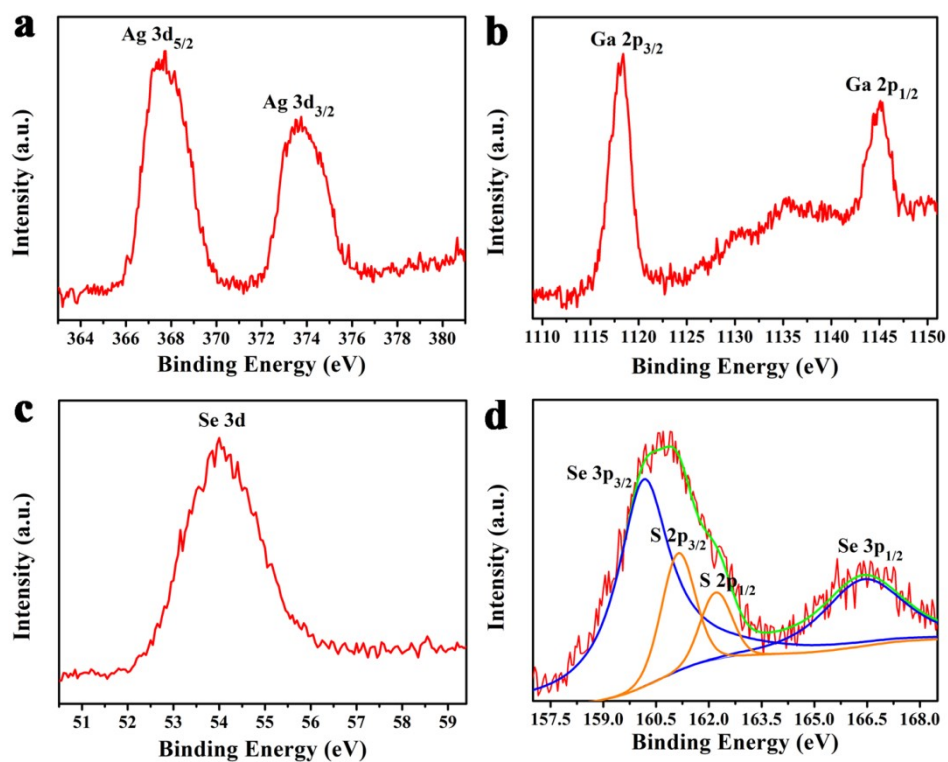 a
Ag 3d5/2
Ag 3d3/2
Intensity (a.u.)
364 366 368 370 372 374 376 378 380
Binding Energy (eV)
b
Ga 2p3/2
Ga 2p1/2
Intensity (a.u.)
1110 1115 1120 1125 1130 1135 1140 1145 1150
Binding Energy (eV)
c
Se 3d
Intensity (a.u.)
51 52 53 54 55 56 57 58 59
Binding Energy (eV)
d
Se 3p3/2
S 2p3/2
S 2p1/2
Se 3p1/2
Intensity (a.u.)
157.5 159.0 160.5 162.0 163.5 165.0 166.5 168.0
Binding Energy (eV)